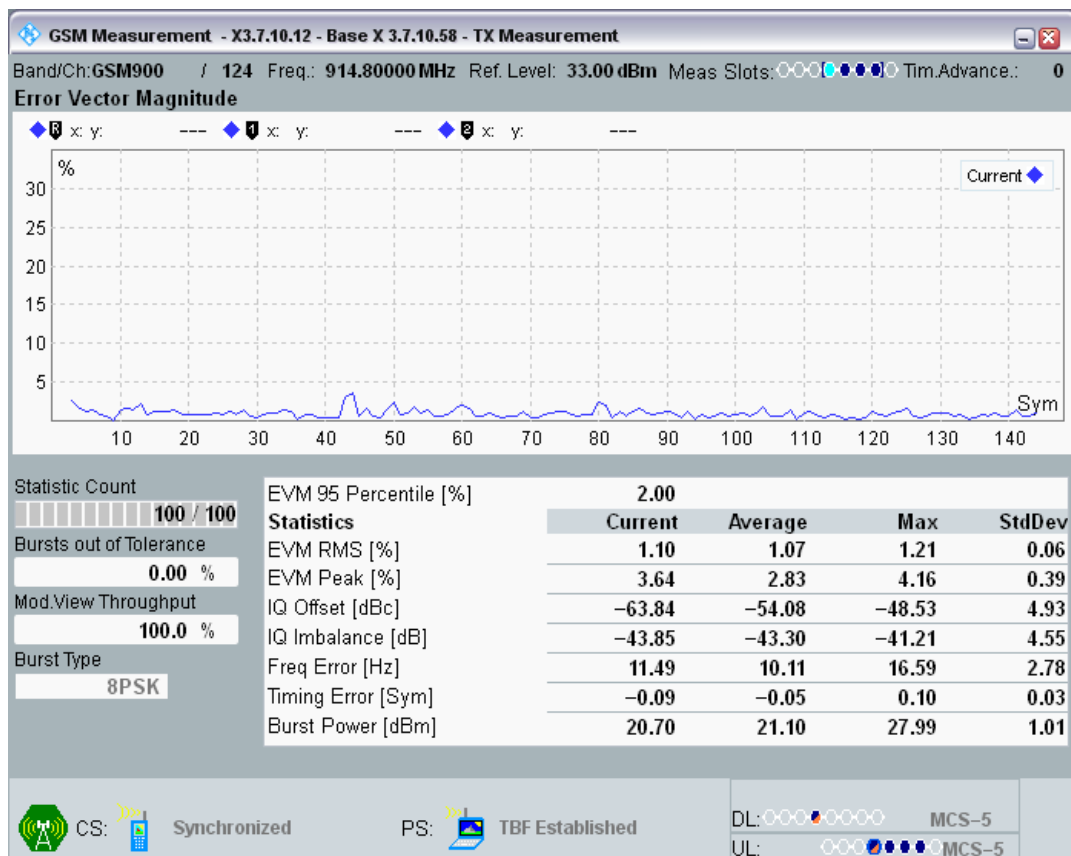 GSM Measurement - X3.7.10.12 - Base X 3.7.10.58 - TX Measurement
Band/Ch:GSM900 / 124 Freq.: 914.80000 MHz Ref. Level: 33.00 dBm Meas Slots: Tim.Advance.: 0
Error Vector Magnitude
R x: y: --- 1 x: y: --- 2 x: y: ---
%
Current
30
25
20
15
10
5
Sym
10 20 30 40 50 60 70 80 90 100 110 120 130 140
Statistic Count
100 / 100
Bursts out of Tolerance
0.00 %
Mod.View Throughput
100.0 %
Burst Type
8PSK
EVM 95 Percentile [%] 2.00
Statistics Current Average Max StdDev
EVM RMS [%] 1.10 1.07 1.21 0.06
EVM Peak [%] 3.64 2.83 4.16 0.39
IQ Offset [dBc] −63.84 −54.08 −48.53 4.93
IQ Imbalance [dB] −43.85 −43.30 −41.21 4.55
Freq Error [Hz] 11.49 10.11 16.59 2.78
Timing Error [Sym] −0.09 −0.05 0.10 0.03
Burst Power [dBm] 20.70 21.10 27.99 1.01
CS: Synchronized PS: TBF Established
DL: MCS−5
UL: MCS−5